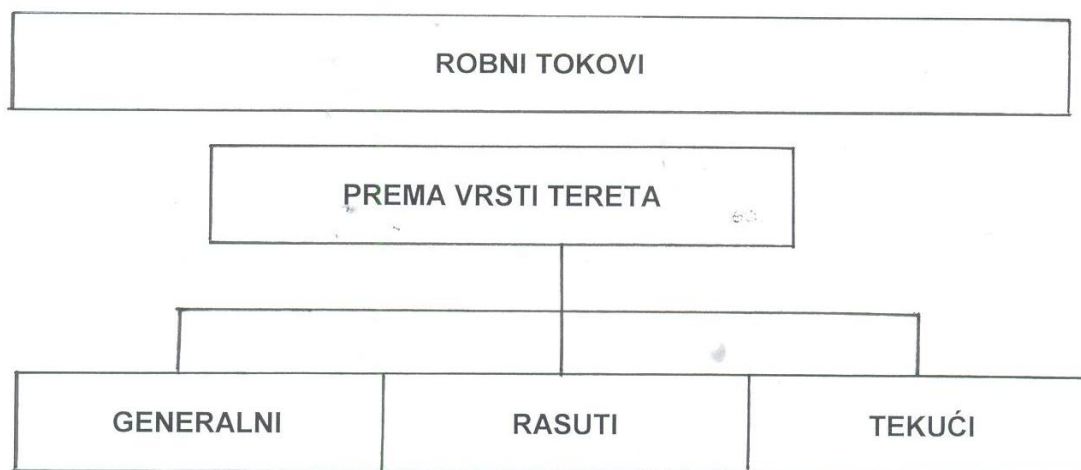 ROBNI TOKOVI
PREMA VRSTI TERETA
GENERALNI
RASUTI
TEKUĆI